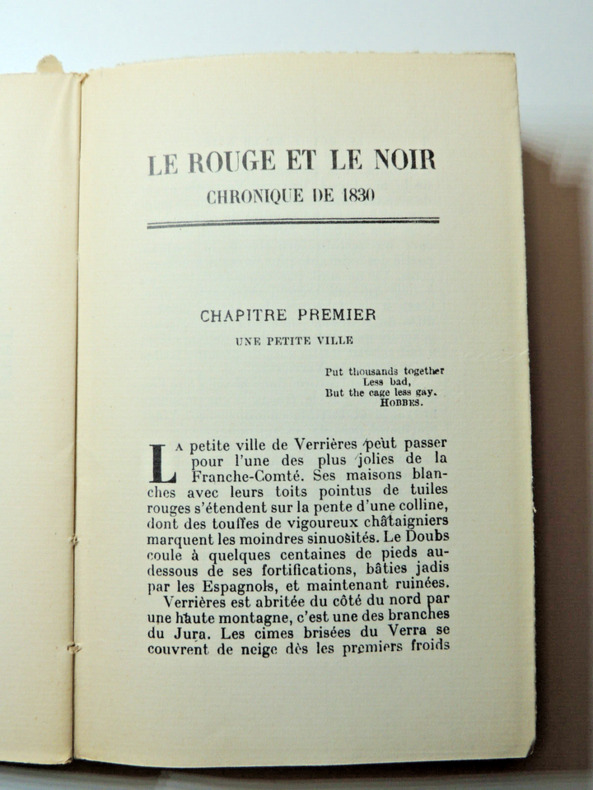 LE ROUGE ET LE NOIR
CHRONIQUE DE 1830
CHAPITRE PREMIER
UNE PETITE VILLE
Put thousands together
Less bad,
But the cage less gay.
HOBBES.
LA petite ville de Verrières peut passer
pour l'une des plus jolies de la
Franche-Comté. Ses maisons blan-
ches avec leurs toits pointus de tuiles
rouges s'étendent sur la pente d'une colline,
dont des touffes de vigoureux châtaigniers
marquent les moindres sinuosités. Le Doubs
coule à quelques centaines de pieds au-
dessous de ses fortifications, bâties jadis
par les Espagnols, et maintenant ruinées.
Verrières est abritée du côté du nord par
une haute montagne, c'est une des branches
du Jura. Les cimes brisées du Verra se
couvrent de neige dès les premiers froids